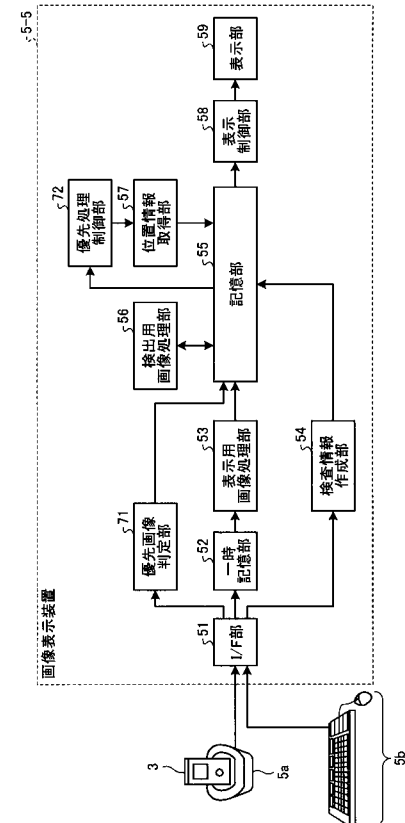 画像表示装置
5-5
3
5a
5b
51
I/F部
71
優先画像
判定部
52
一時
記憶部
53
表示用
画像処理部
54
検査情報
作成部
56
検出用
画像処理部
72
優先処理
制御部
57
位置情報
取得部
55
記憶部
58
表示
制御部
59
表示部